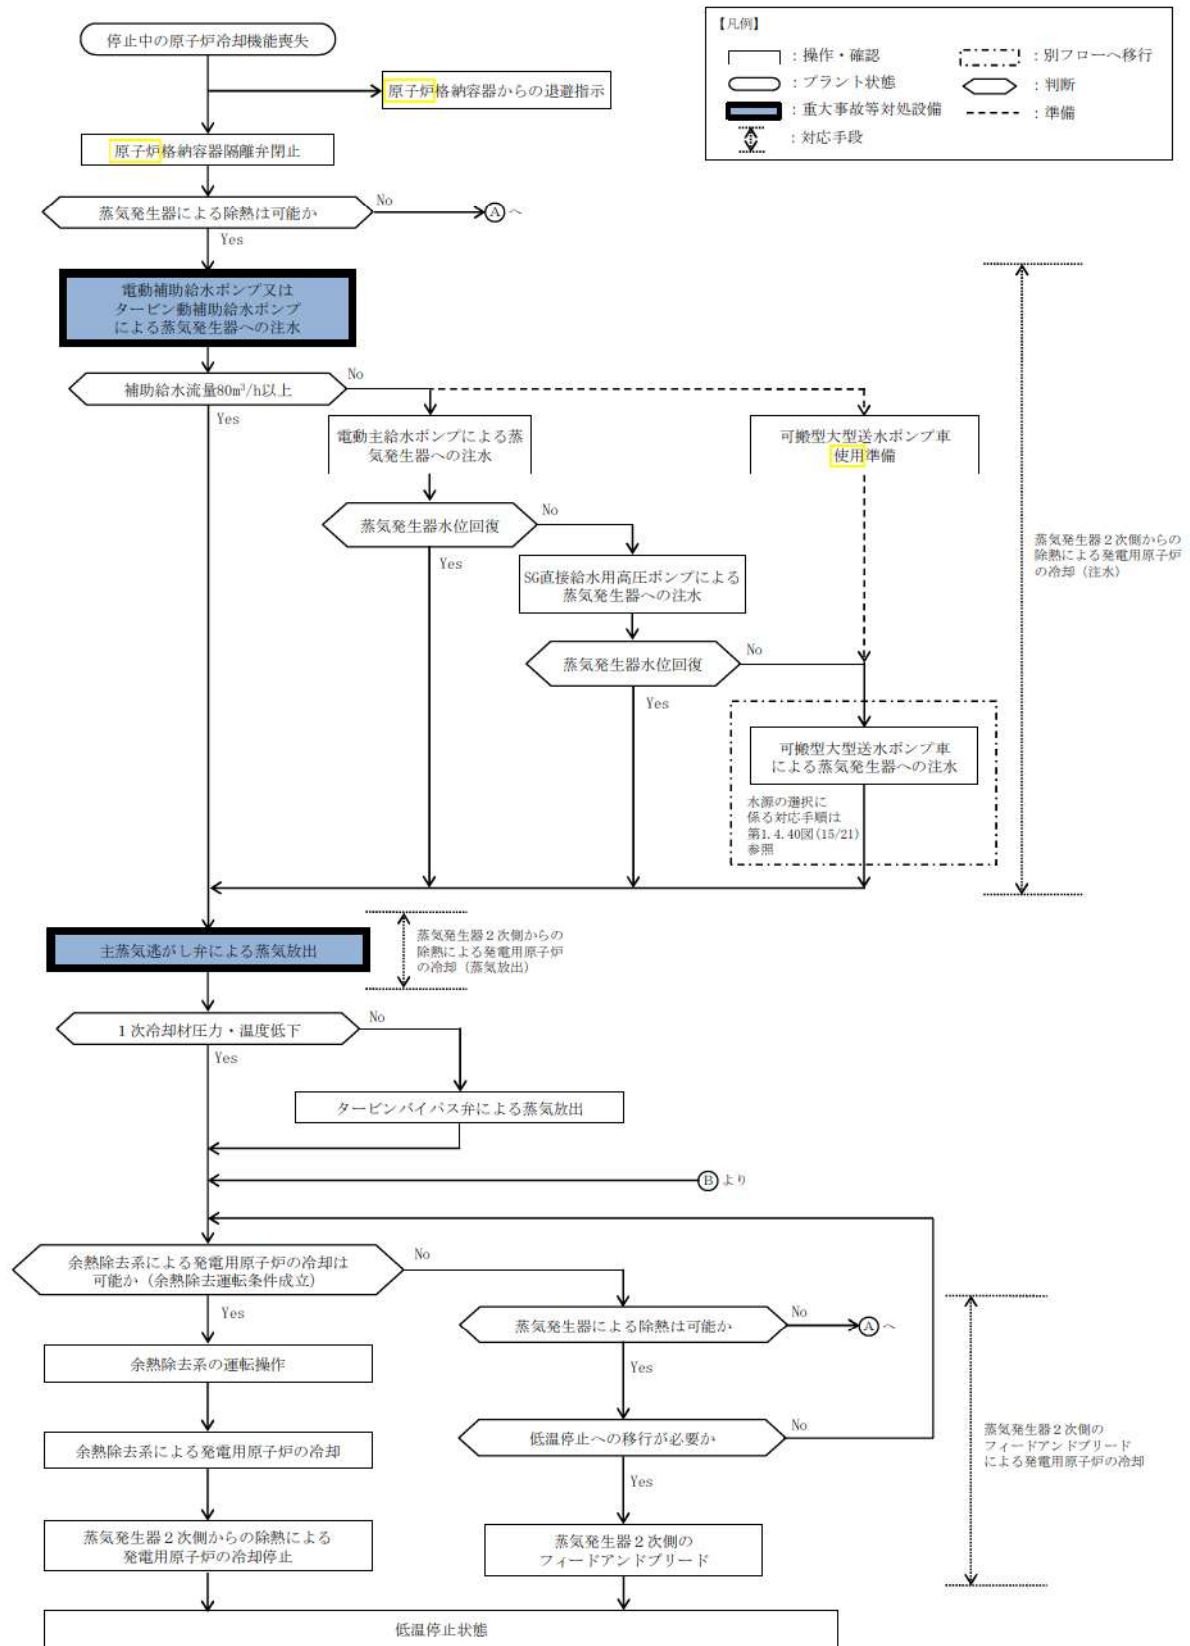 停止中の原子炉冷却機能喪失
【凡例】
：操作・確認
：プラント状態
：重大事故等対処設備
：対応手段
：別フローへ移行
：判断
：準備
原子炉格納容器からの退避指示
原子炉格納容器隔離弁閉止
蒸気発生器による除熱は可能か
No
Ⓐへ
Yes
電動補助給水ポンプ又は
タービン動補助給水ポンプ
による蒸気発生器への注水
補助給水流量80m³/h以上
No
Yes
電動主給水ポンプによる蒸
気発生器への注水
可搬型大型送水ポンプ車
使用準備
蒸気発生器水位回復
No
Yes
SG直接給水用高圧ポンプによる
蒸気発生器への注水
蒸気発生器２次側からの
除熱による発電用原子炉
の冷却（注水）
蒸気発生器水位回復
No
Yes
可搬型大型送水ポンプ車
による蒸気発生器への注水
水源の選択に
係る対応手順は
第1.4.40図(15/21)
参照
主蒸気逃がし弁による蒸気放出
蒸気発生器２次側からの
除熱による発電用原子炉
の冷却（蒸気放出）
１次冷却材圧力・温度低下
No
Yes
タービンバイパス弁による蒸気放出
Ⓑより
余熱除去系による発電用原子炉の冷却は
可能か（余熱除去運転条件成立）
No
Yes
蒸気発生器による除熱は可能か
No
Ⓐへ
Yes
余熱除去系の運転操作
低温停止への移行が必要か
No
Yes
余熱除去系による発電用原子炉の冷却
蒸気発生器２次側の
フィードアンドブリード
による発電用原子炉の冷却
蒸気発生器２次側からの除熱による
発電用原子炉の冷却停止
蒸気発生器２次側の
フィードアンドブリード
低温停止状態